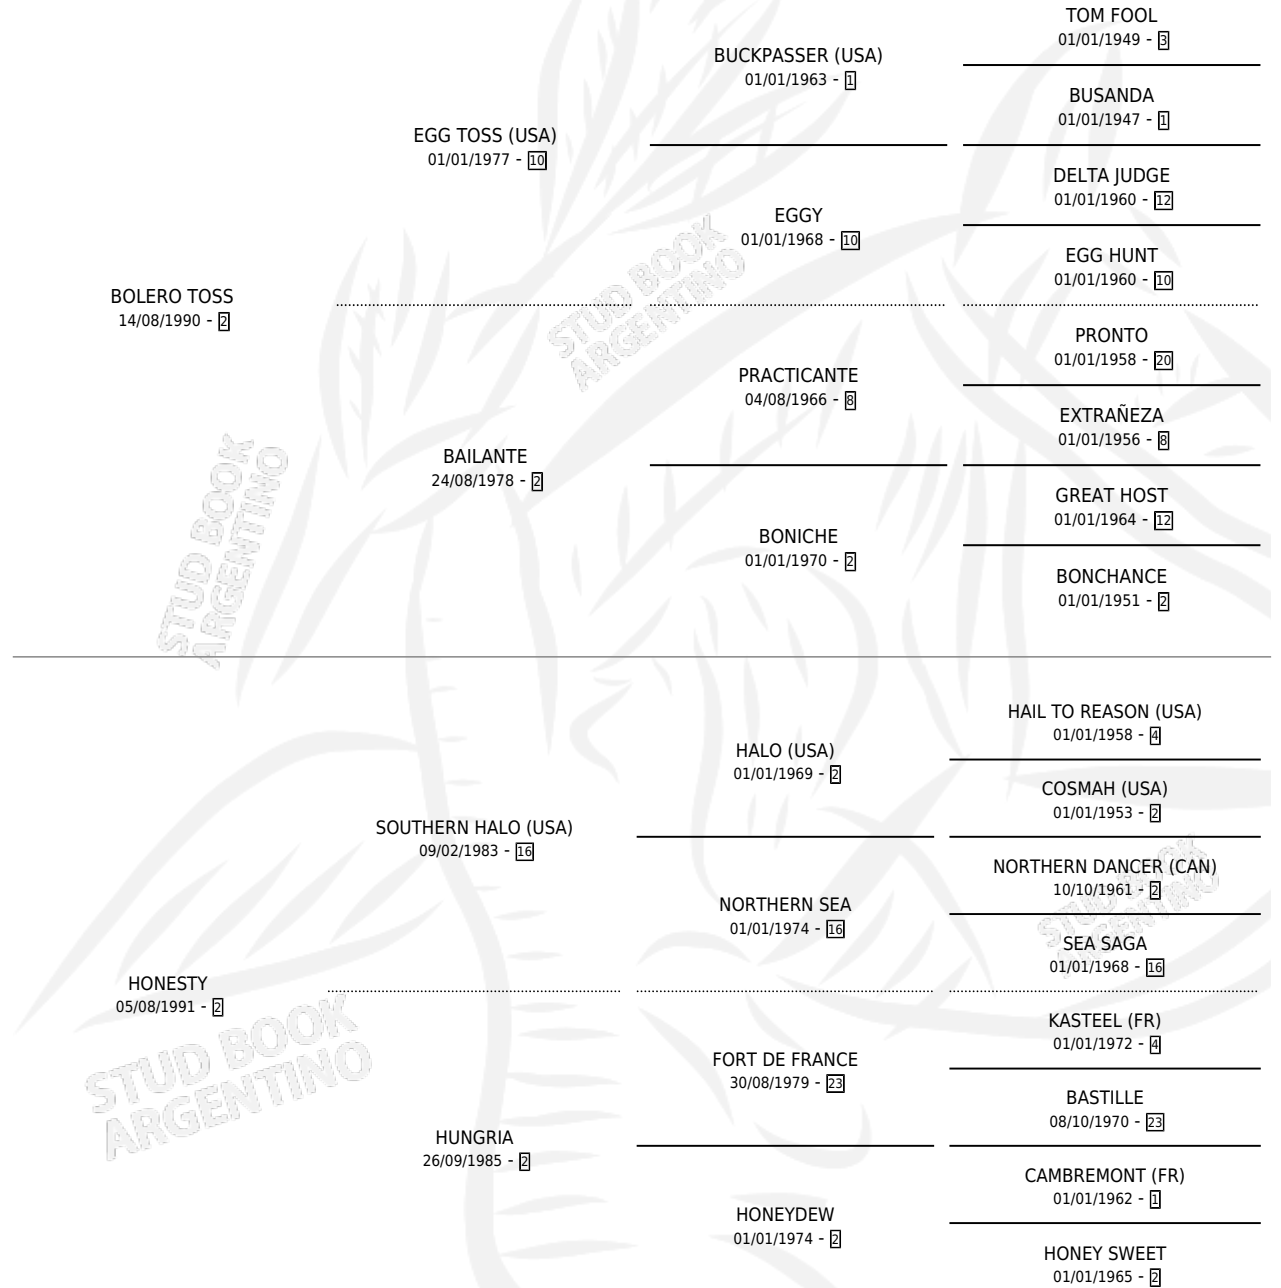 TOM FOOL
01/01/1949 - 3
BUCKPASSER (USA)
01/01/1963 - 1
BUSANDA
01/01/1947 - 1
EGG TOSS (USA)
01/01/1977 - 10
DELTA JUDGE
01/01/1960 - 12
EGGY
01/01/1968 - 10
EGG HUNT
01/01/1960 - 10
BOLERO TOSS
14/08/1990 - 2
PRONTO
01/01/1958 - 20
PRACTICANTE
04/08/1966 - 8
EXTRAÑEZA
01/01/1956 - 8
BAILANTE
24/08/1978 - 2
GREAT HOST
01/01/1964 - 12
BONICHE
01/01/1970 - 2
BONCHANCE
01/01/1951 - 2
STUD BOOK
ARGENTINO
STUD BOOK
ARGENTINO
HAIL TO REASON (USA)
01/01/1958 - 4
HALO (USA)
01/01/1969 - 2
COSMAH (USA)
01/01/1953 - 2
SOUTHERN HALO (USA)
09/02/1983 - 16
NORTHERN DANCER (CAN)
10/10/1961 - 2
NORTHERN SEA
01/01/1974 - 16
SEA SAGA
01/01/1968 - 16
HONESTY
05/08/1991 - 2
KASTEEL (FR)
01/01/1972 - 4
FORT DE FRANCE
30/08/1979 - 23
BASTILLE
08/10/1970 - 23
HUNGRIA
26/09/1985 - 2
CAMBREMONT (FR)
01/01/1962 - 1
HONEYDEW
01/01/1974 - 2
HONEY SWEET
01/01/1965 - 2
STUD BOOK
ARGENTINO
STUD BOOK
ARGENTINO